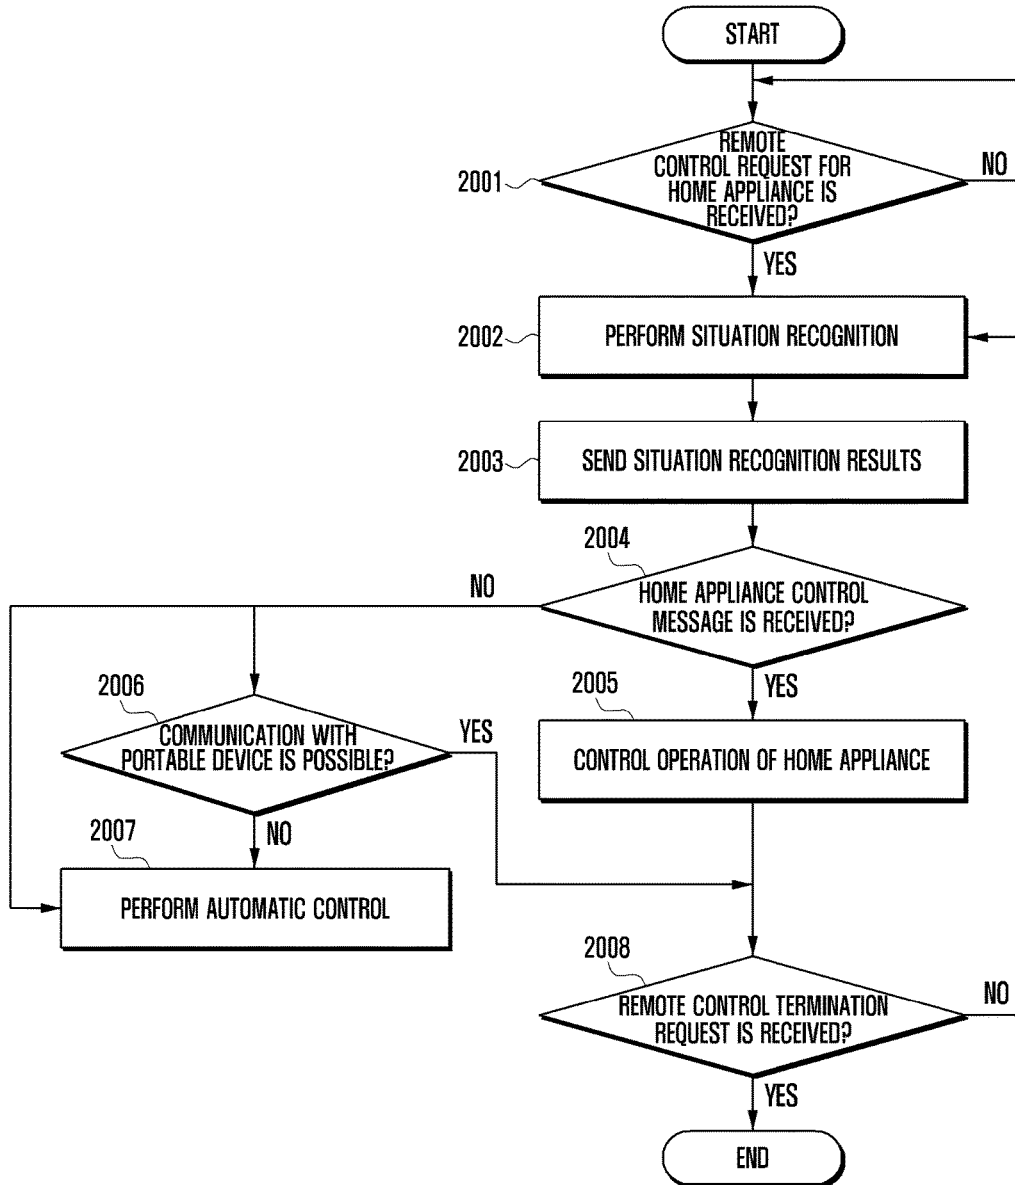 START
REMOTE
CONTROL REQUEST FOR
HOME APPLIANCE IS
RECEIVED?
2001
NO
YES
2002
PERFORM SITUATION RECOGNITION
2003
SEND SITUATION RECOGNITION RESULTS
2004
HOME APPLIANCE CONTROL
MESSAGE IS RECEIVED?
NO
YES
2006
COMMUNICATION WITH
PORTABLE DEVICE IS POSSIBLE?
YES
NO
2005
CONTROL OPERATION OF HOME APPLIANCE
2007
PERFORM AUTOMATIC CONTROL
2008
REMOTE CONTROL TERMINATION
REQUEST IS RECEIVED?
NO
YES
END